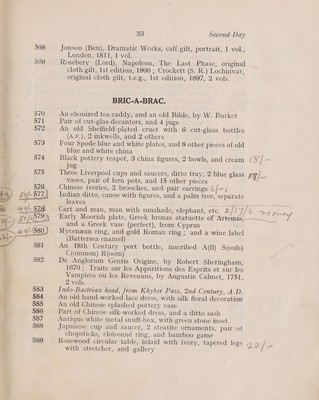 33
Second Day
568 Jonson (Ben), Dramatic Works, calf gilt, portrait, 1 vol.,
London, 1811, 1 vol.
569 Rosebery (Lord), Napoleon, The Last Phase, original
cloth gilt, 1st edition, 1900 ; Crockett (S. R.) Lochinvar,
original cloth gilt, t.e.g., 1st edition, 1897, 2 vols.
BRIC-A-BRAC.
570 An ebonized tea caddy, and an old Bible, by W. Burket
571 Pair of cut-glass decanters, and 4 jugs
572 An old Sheffield-plated cruet with 6 cut-glass bottles
(A.F.), 2 inkwells, and 2 others
573 Four Spode blue and white plates, and 8 other pieces of old
blue and white china
574 Black pottery teapot, 3 china figures, 2 bowls, and cream
jug 18/-
575 Three Liverpool cups and saucers, ditto tray, 2 blue glass
vases, pair of fern pots, and 15 other pieces
576 Chinese ivories, 2 brooches, and pair earrings
577 Indian ditto, canoe with figures, and a palm tree, separate
leaves
578 Cart and man, man with sunshade, elephant, etc.
579 Early Moorish plate, Greek bronze statuette of Artemis,
and a Greek vase (perfect), from Cyprus
580 Mycenæan ring, and gold Roman ring ; and a wine label
(Battersea enamel)
581 An 18th Century port bottle, inscribed A(ll) S(ouls)
C(ommon) R(oom)
582 De Anglorum Gentis Origine, by Robert Sheringham,
1670 ; Traite sur les Apparitions des Esprits et sur les
Vampires ou les Revenans, by Augustin Calmet, 1751,
2 vols.
583 Indo-Bactrian head, from Khyber Pass, 2nd Century, A.D.
584 An old hand-worked lace dress, with silk floral decoration
585 An old Chinese splashed pottery vase
586 Part of Chinese silk-worked dress, and a ditto sash
587 Antique white metal snuff-box, with green stone inset
588 Japanese cup and saucer, 2 steatite ornaments, pair of
chopsticks, cloisonné ring, and bamboo game
589 Rosewood circular table, inlaid with ivory, tapered legs
with stretcher, and gallery 22/-